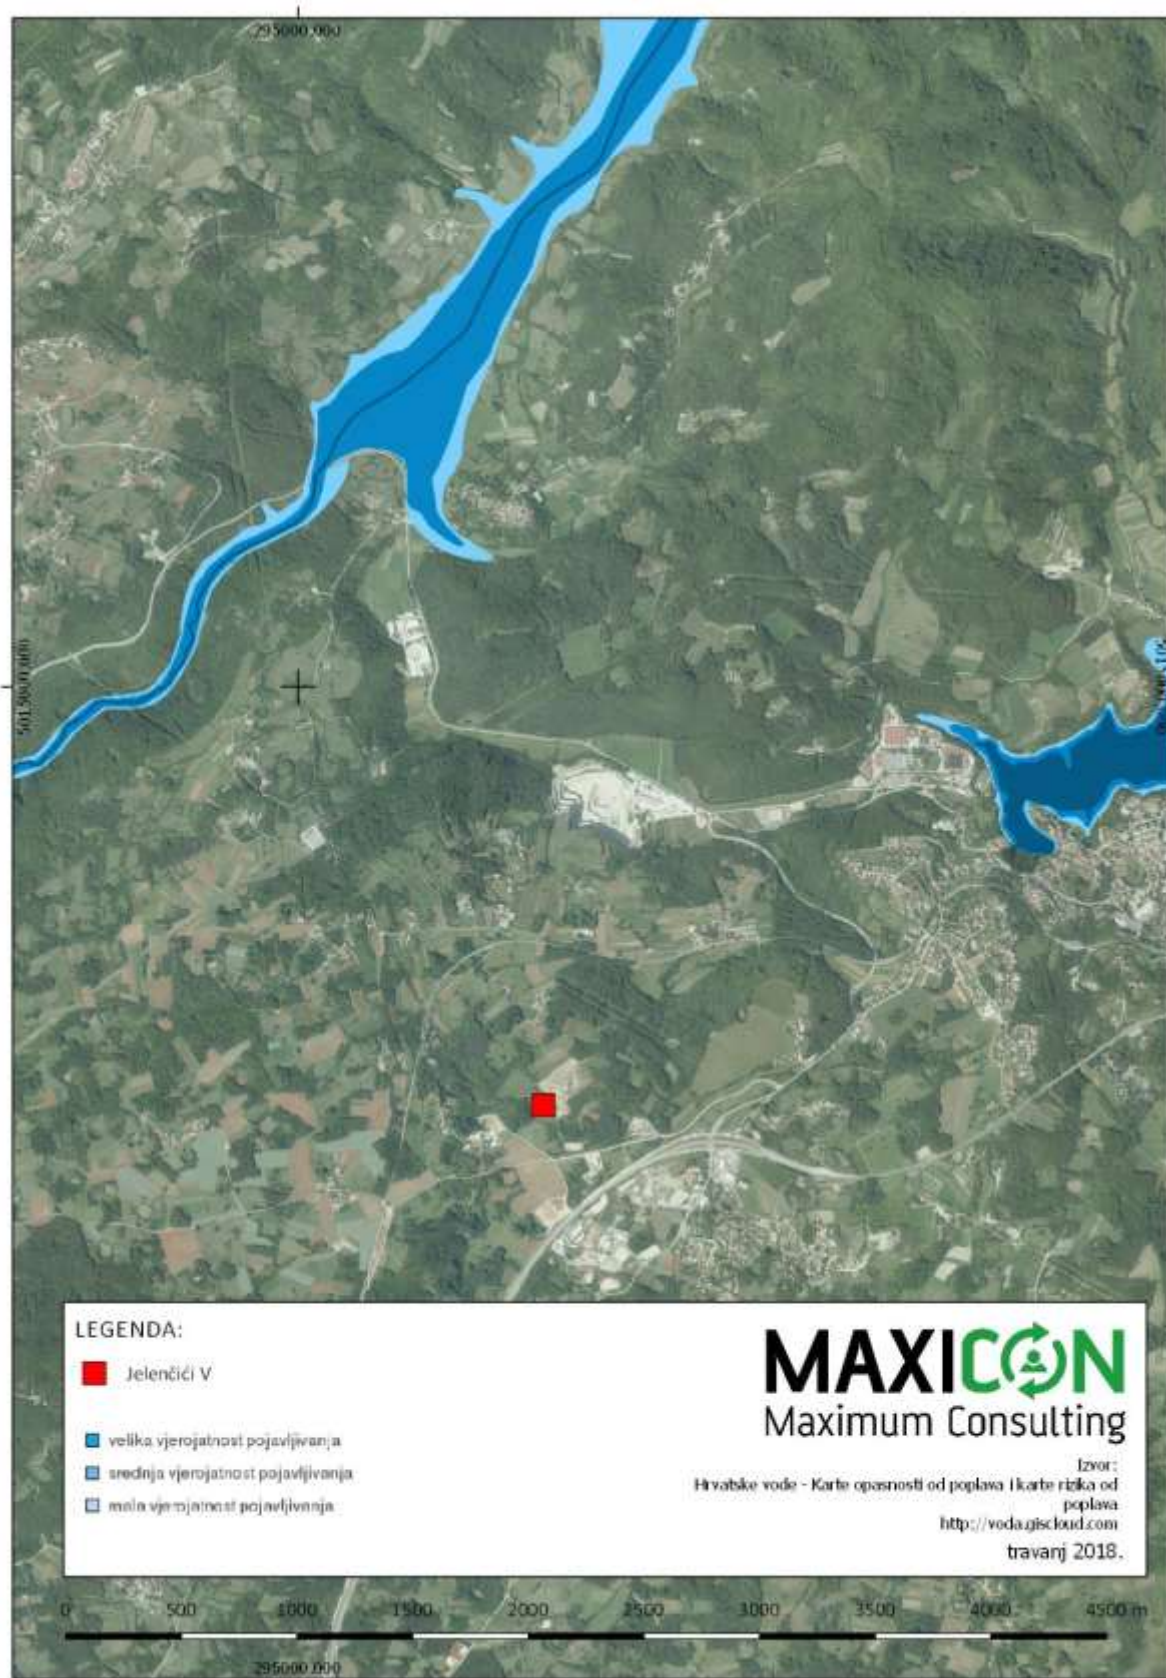 295000.000
5015000.000
LEGENDA:
Jelenčići V
velika vjerojatnost pojavljivanja
srednja vjerojatnost pojavljivanja
mala vjerojatnost pojavljivanja
MAXICON
Maximum Consulting
Izvor:
Hrvatske vode - Karte opasnosti od poplava i karte rizika od
poplava
http://voda.giscloud.com
travanj 2018.
0 500 1000 1500 2000 2500 3000 3500 4000 4500 m
295000.000